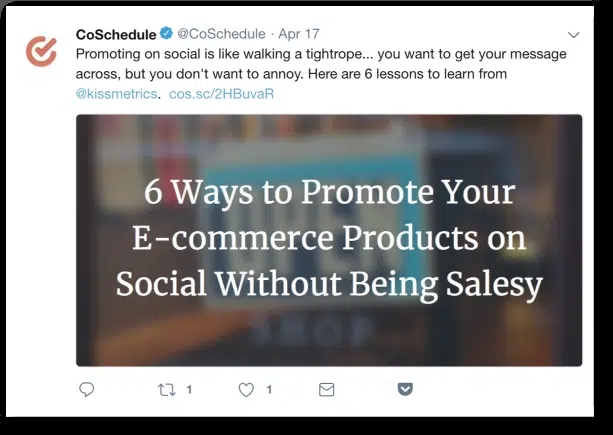 CoSchedule @CoSchedule · Apr 17
Promoting on social is like walking a tightrope... you want to get your message
across, but you don't want to annoy. Here are 6 lessons to learn from
@kissmetrics. cos.sc/2HBuvaR
OPEN
6 Ways to Promote Your
E-commerce Products on
Social Without Being Salesy
SHOP
1 1